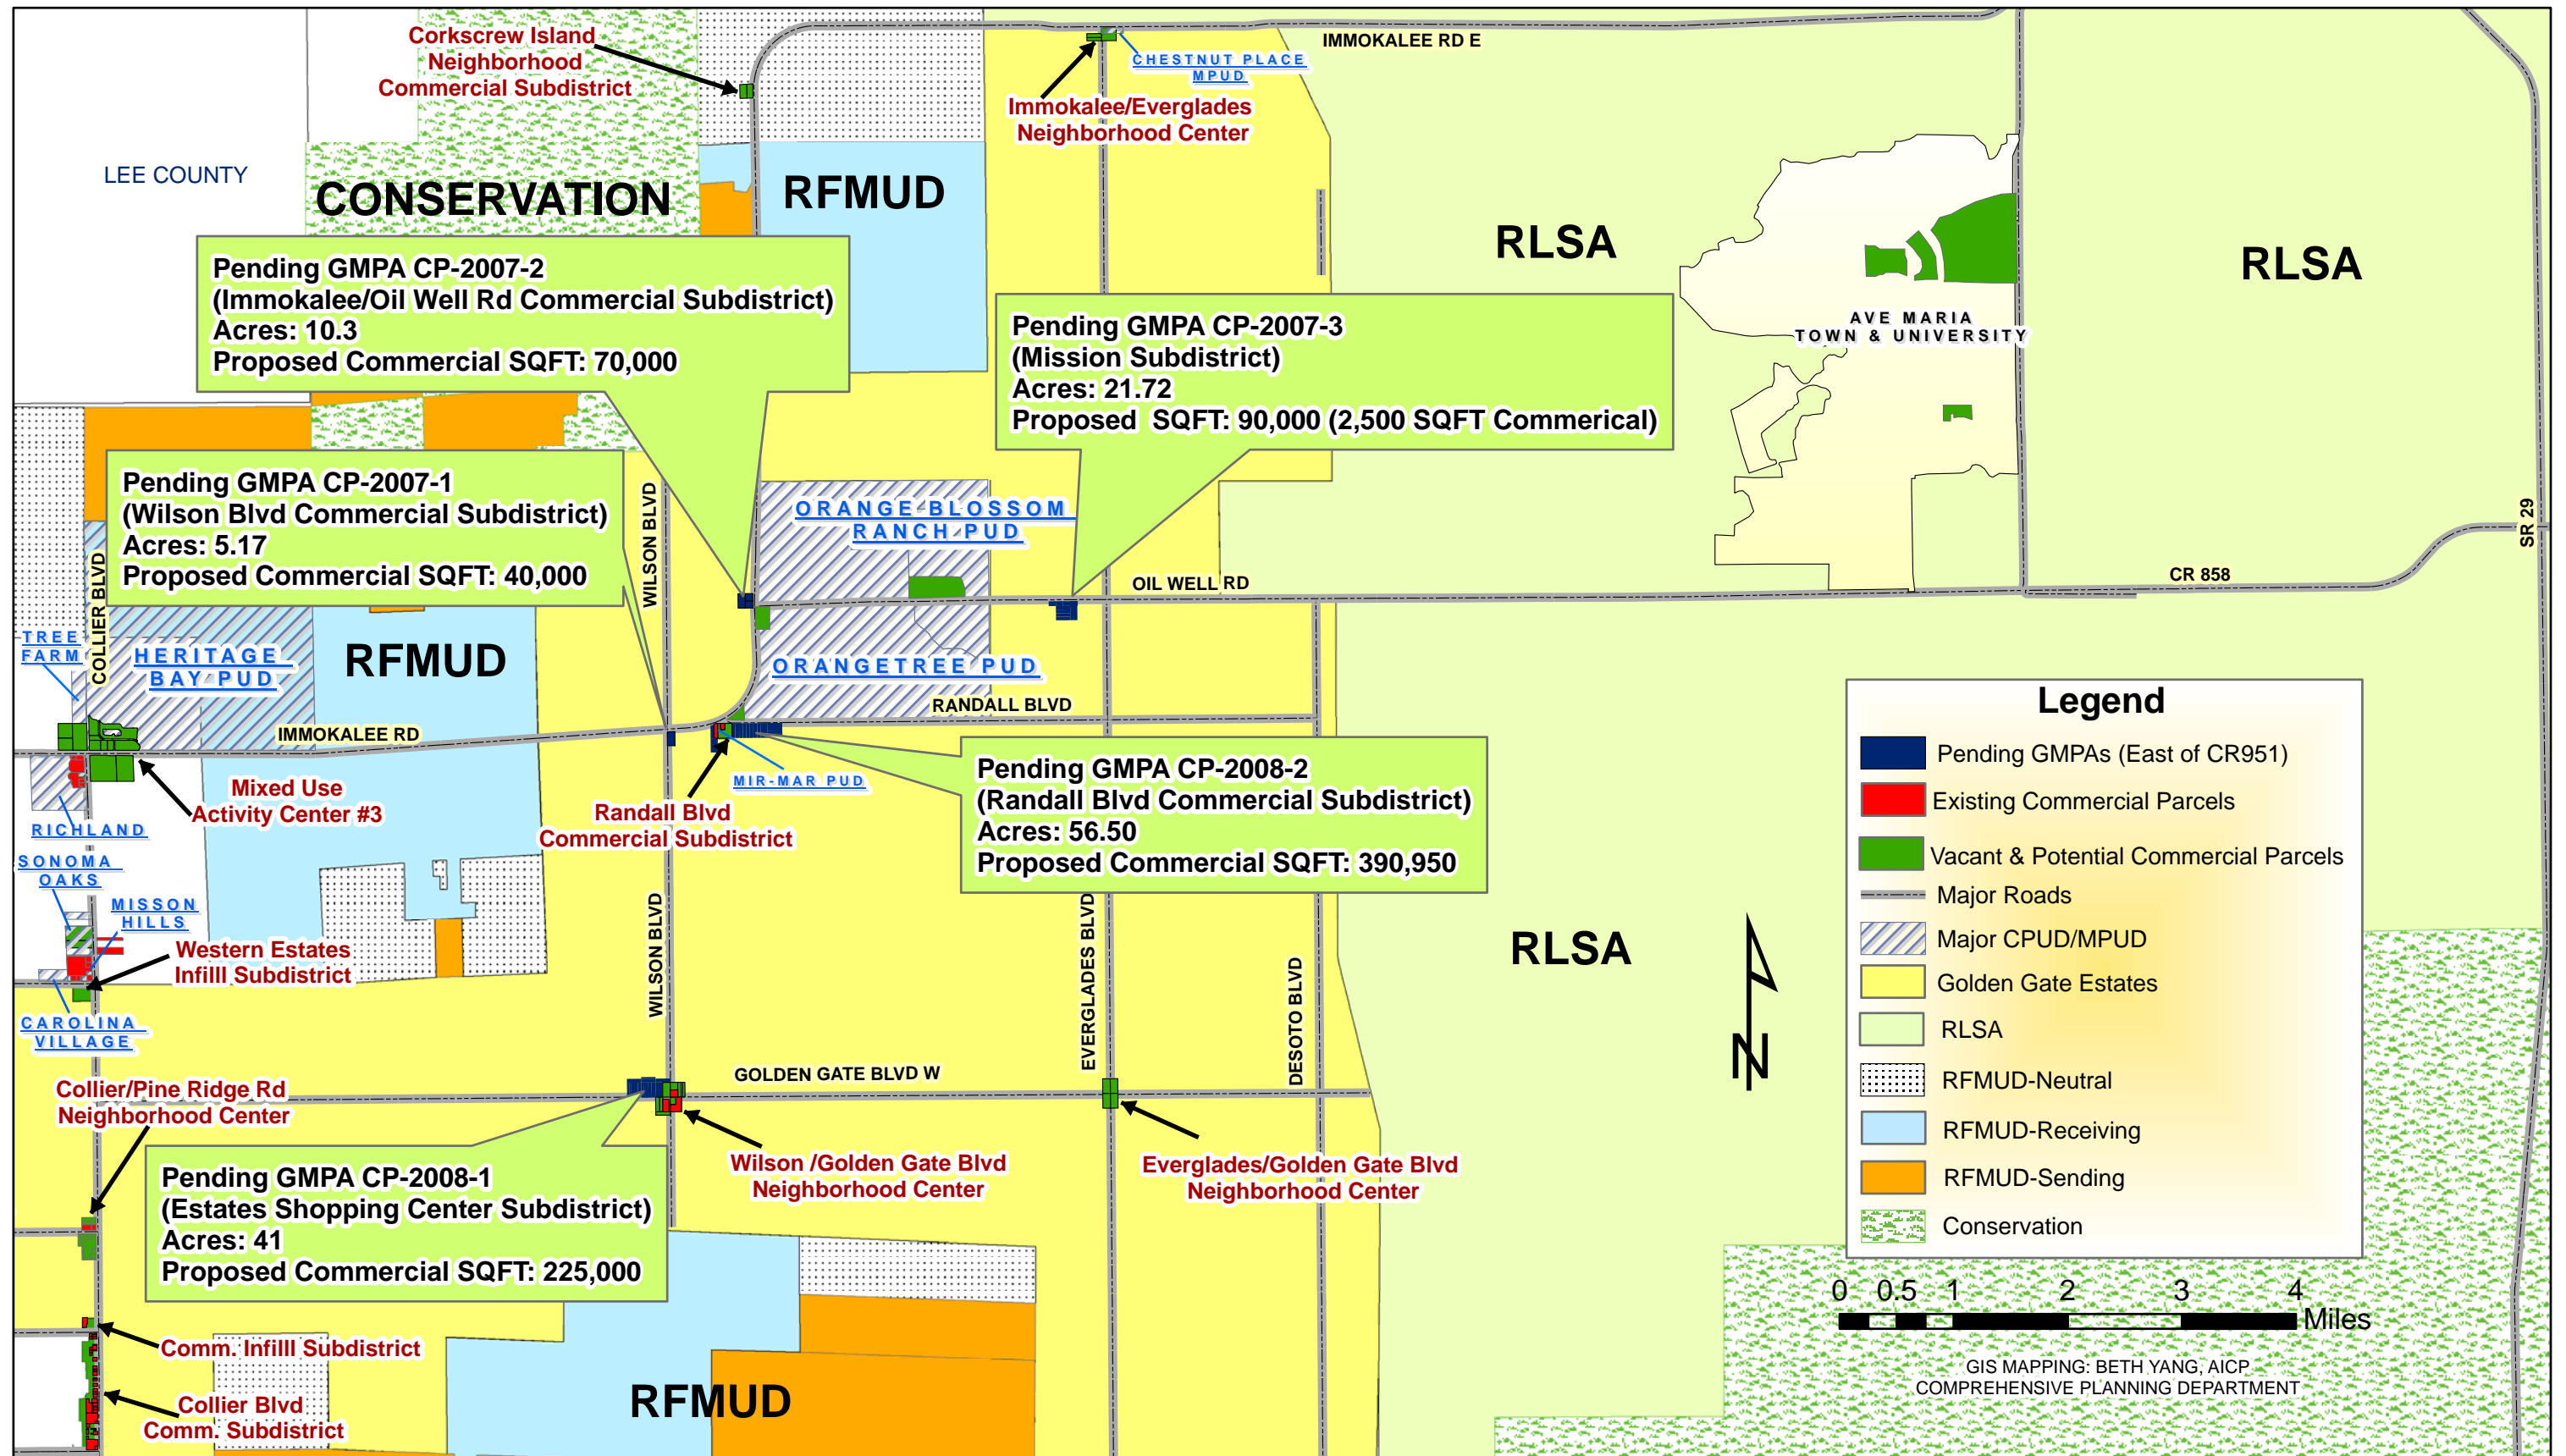 Corkscrew Island
Neighborhood
Commercial Subdistrict
IMMOKALEE RD E
CHESTNUT PLACE
MPUD
Immokalee/Everglades
Neighborhood Center
LEE COUNTY
CONSERVATION
RFMUD
RLSA
RLSA
Pending GMPA CP-2007-2
(Immokalee/Oil Well Rd Commercial Subdistrict)
Acres: 10.3
Proposed Commercial SQFT: 70,000
Pending GMPA CP-2007-3
(Mission Subdistrict)
Acres: 21.72
Proposed  SQFT: 90,000 (2,500 SQFT Commerical)
AVE MARIA
TOWN & UNIVERSITY
Pending GMPA CP-2007-1
(Wilson Blvd Commercial Subdistrict)
Acres: 5.17
Proposed Commercial SQFT: 40,000
WILSON BLVD
ORANGE BLOSSOM
RANCH PUD
SR 29
COLLIER BLVD
OIL WELL RD
CR 858
TREE
FARM
HERITAGE
BAY PUD
RFMUD
ORANGETREE PUD
RANDALL BLVD
IMMOKALEE RD
MIR-MAR PUD
Mixed Use
Activity Center #3
Randall Blvd
Commercial Subdistrict
Pending GMPA CP-2008-2
(Randall Blvd Commercial Subdistrict)
Acres: 56.50
Proposed Commercial SQFT: 390,950
RICHLAND
SONOMA
OAKS
MISSON
HILLS
Western Estates
Infilll Subdistrict
WILSON BLVD
EVERGLADES BLVD
DESOTO BLVD
RLSA
N
CAROLINA
VILLAGE
Collier/Pine Ridge Rd
Neighborhood Center
GOLDEN GATE BLVD W
Wilson /Golden Gate Blvd
Neighborhood Center
Everglades/Golden Gate Blvd
Neighborhood Center
Pending GMPA CP-2008-1
(Estates Shopping Center Subdistrict)
Acres: 41
Proposed Commercial SQFT: 225,000
Comm. Infilll Subdistrict
Collier Blvd
Comm. Subdistrict
RFMUD
Legend
Pending GMPAs (East of CR951)
Existing Commercial Parcels
Vacant & Potential Commercial Parcels
Major Roads
Major CPUD/MPUD
Golden Gate Estates
RLSA
RFMUD-Neutral
RFMUD-Receiving
RFMUD-Sending
Conservation
0 0.5 1 2 3 4
Miles
GIS MAPPING: BETH YANG, AICP
COMPREHENSIVE PLANNING DEPARTMENT